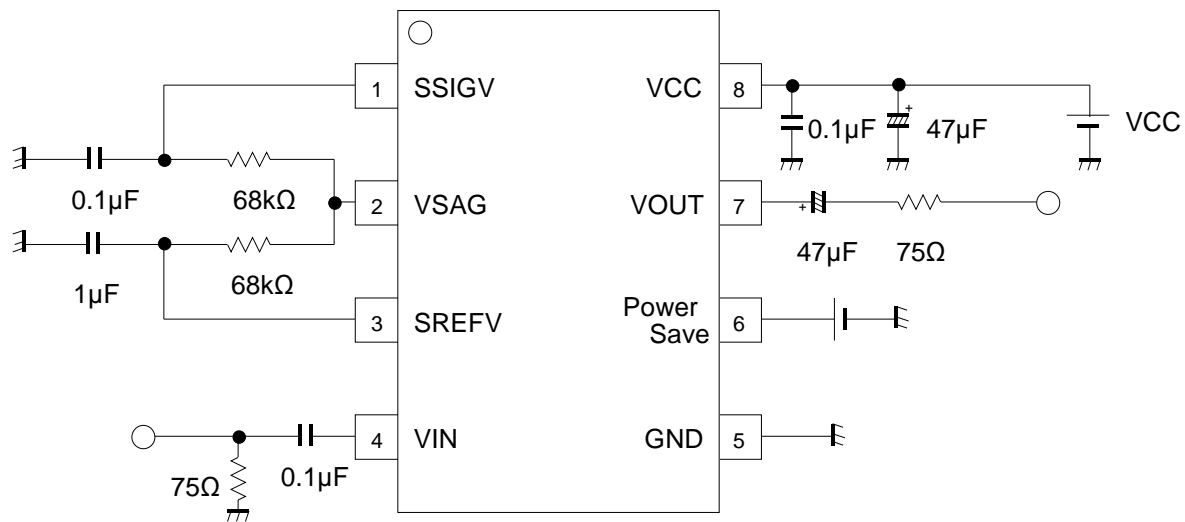 1 SSIGV VCC 8
0.1µF 47µF VCC
+
0.1µF 68kΩ
2 VSAG VOUT 7
+
47µF 75Ω
1µF 68kΩ
3 SREFV Power Save 6
4 VIN GND 5
75Ω 0.1µF